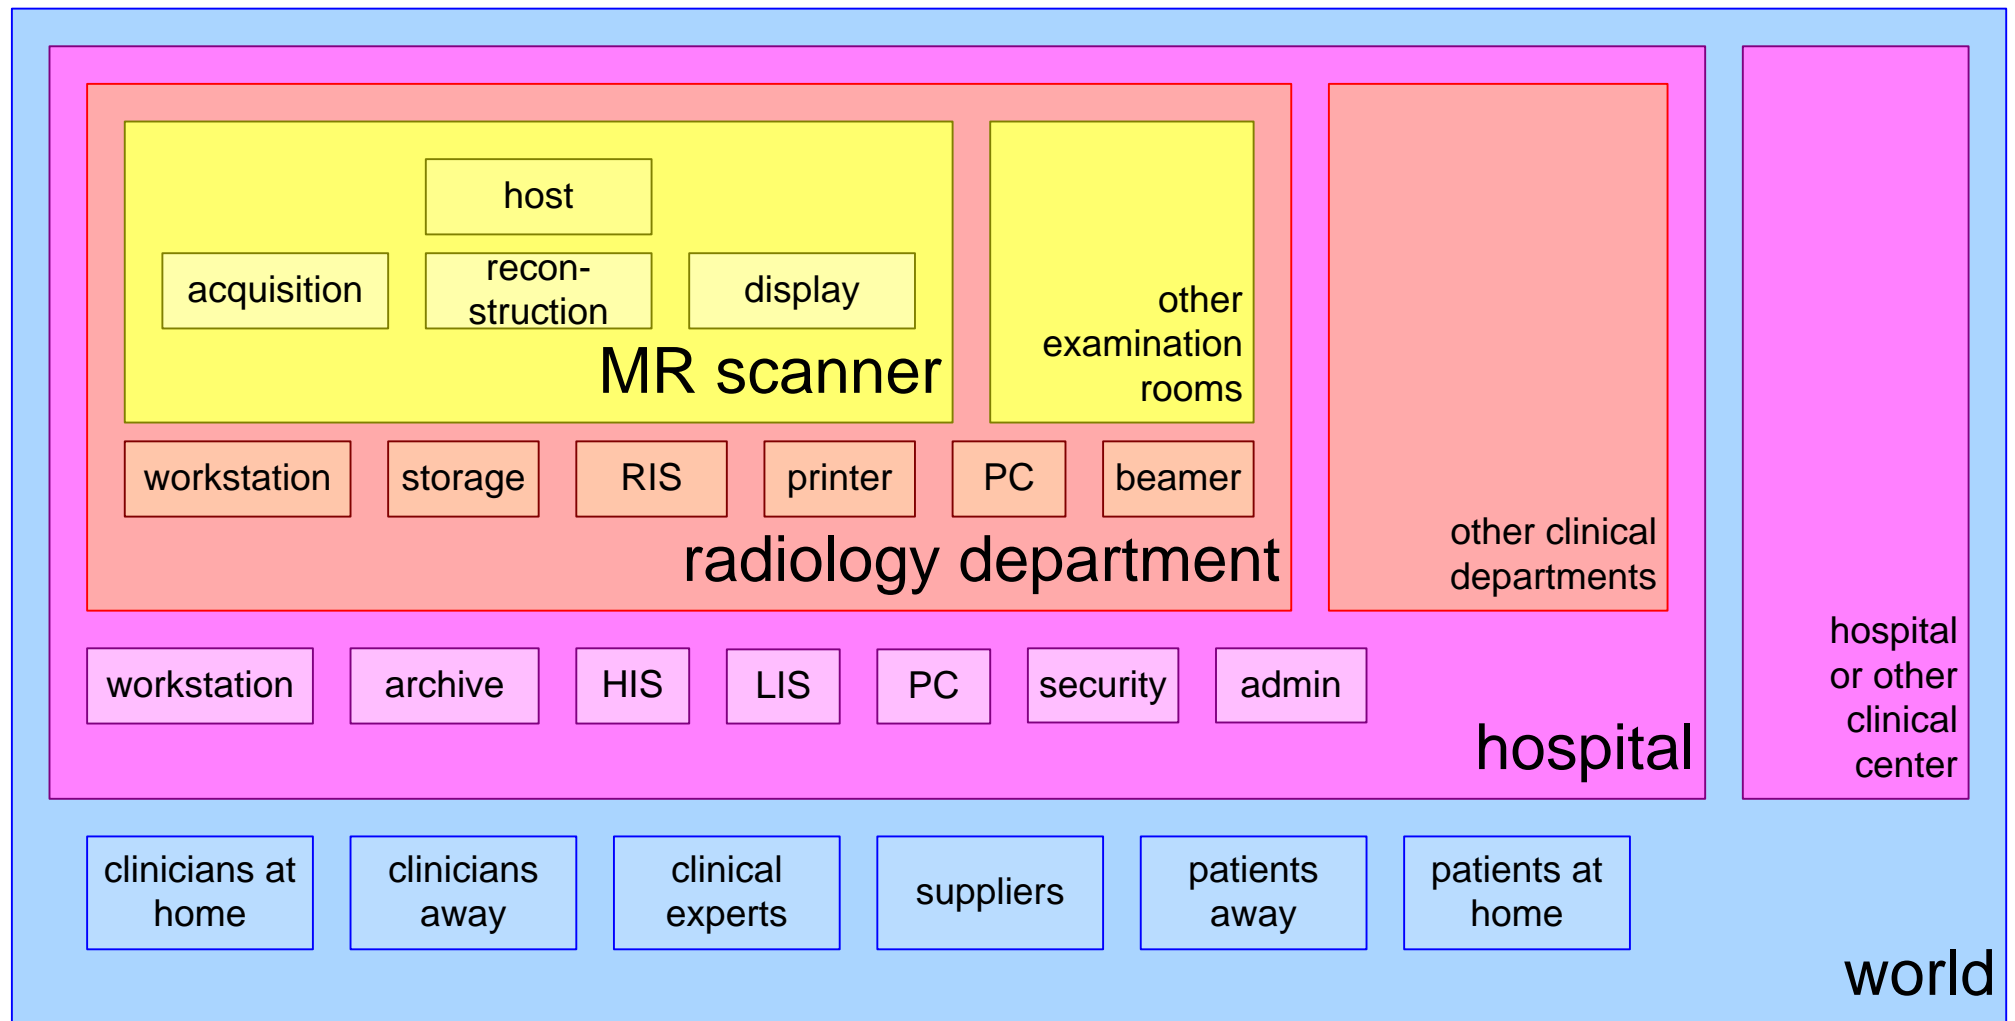 host
acquisition
recon-
struction
display
MR scanner
other
examination
rooms
workstation
storage
RIS
printer
PC
beamer
radiology department
other clinical
departments
workstation
archive
HIS
LIS
PC
security
admin
hospital
hospital
or other
clinical
center
clinicians at
home
clinicians
away
clinical
experts
suppliers
patients
away
patients at
home
world